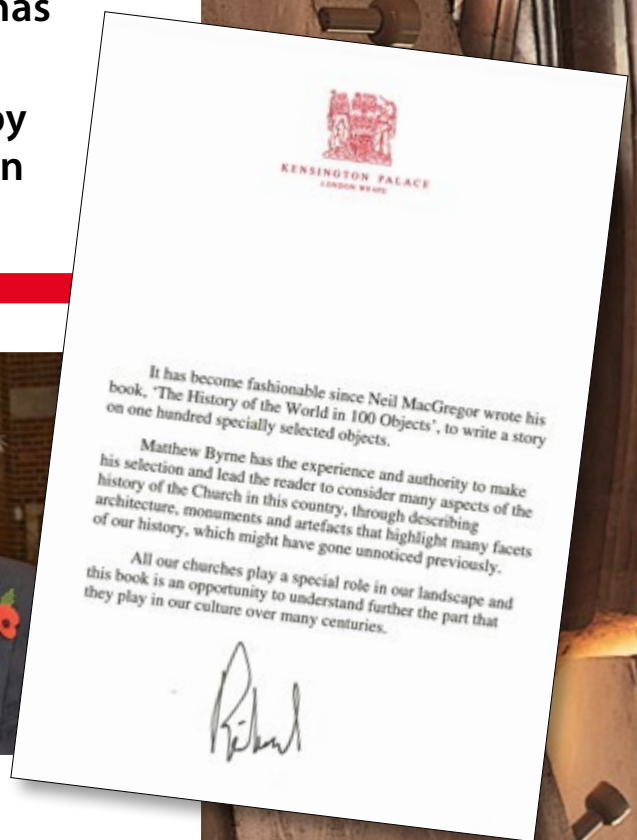 has
by
n
KENSINGTON PALACE
It has become fashionable since Neil MacGregor wrote his
book, 'The History of the World in 100 Objects', to write a story
on one hundred specially selected objects.
Matthew Byrne has the experience and authority to make
his selection and lead the reader to consider many aspects of the
history of the Church in this country, through describing
architecture, monuments and artefacts that highlight many facets
of our history, which might have gone unnoticed previously.
All our churches play a special role in our landscape and
this book is an opportunity to understand further the part that
they play in our culture over many centuries.
Richard